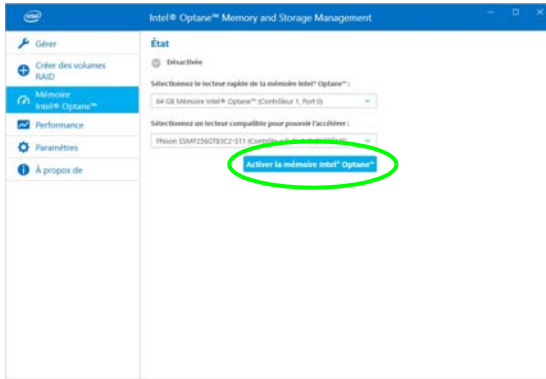 intel
Intel® Optane™ Memory and Storage Management
Gérer
Créer des volumes
RAID
Mémoire
Intel® Optane™
Performance
Paramètres
À propos de
État
Désactivée
Sélectionnez le lecteur rapide de la mémoire Intel® Optane™ :
64 GB Mémoire Intel® Optane™ (Contrôleur 1, Port 0)
Sélectionnez un lecteur compatible pour pouvoir l'accélérer :
Phison
Activer la mémoire Intel® Optane™